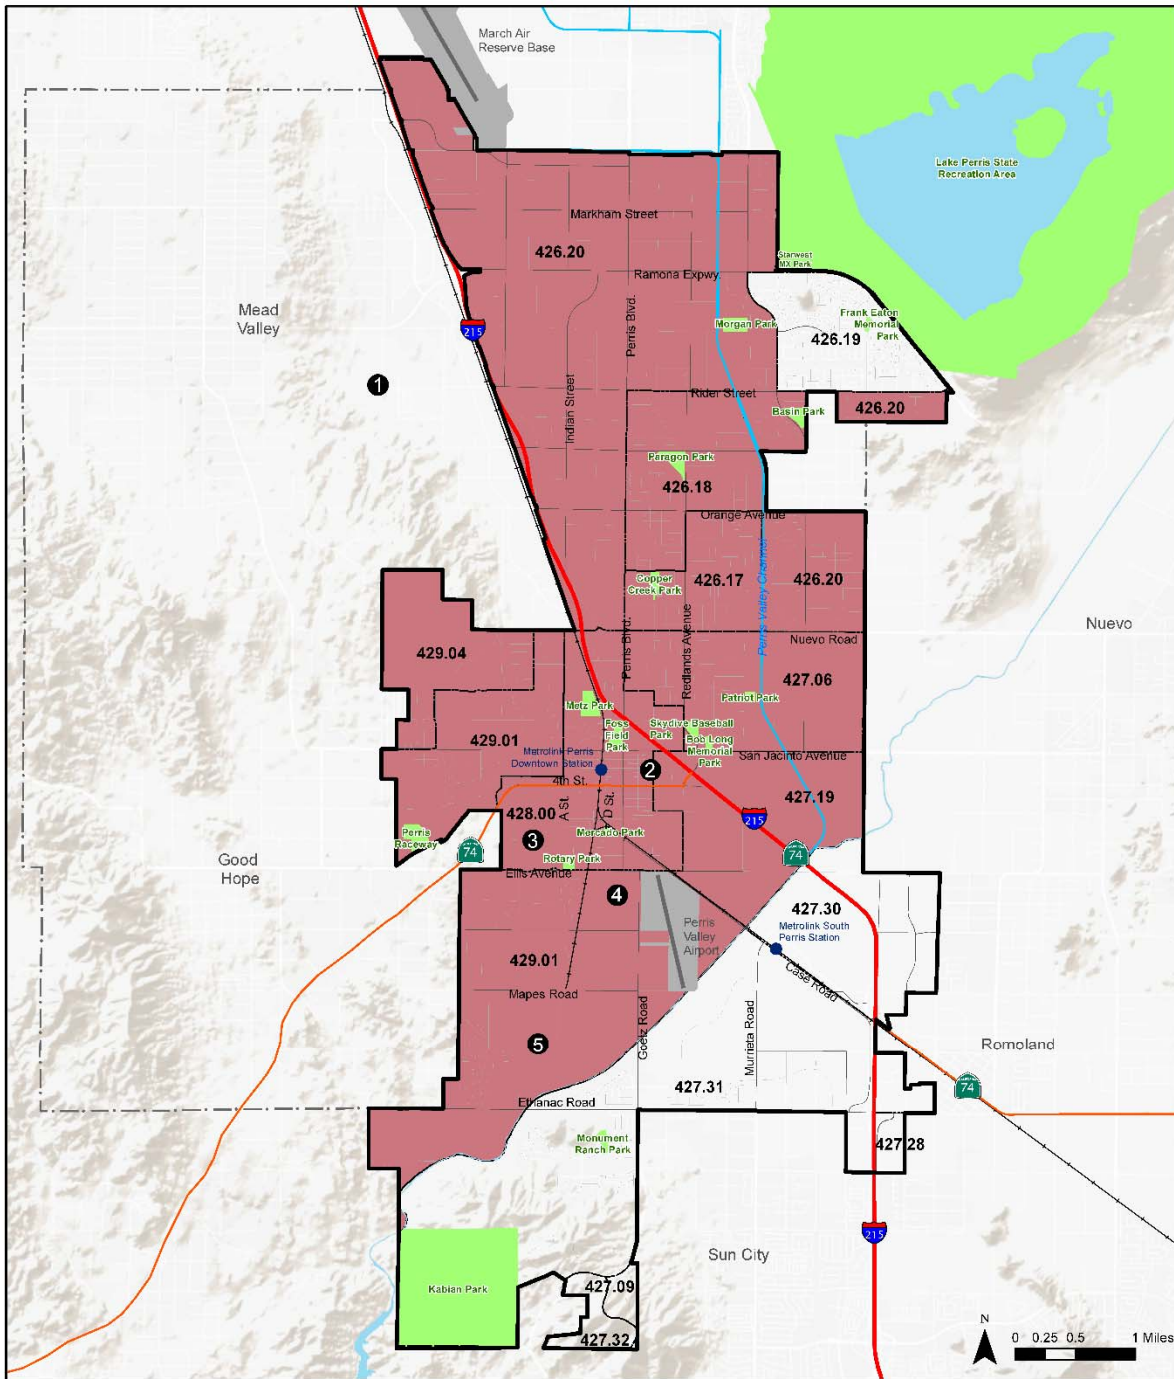 March Air
Reserve Base
Lake Perris State
Recreation Area
Markham Street
426.20
Starwest
MX Park
Ramona Expwy.
Mead
Valley
Perris Blvd.
215
Morgan Park
Frank Eaton
Memorial
Park
426.19
1
Indian Street
Rider Street
Basin Park
426.20
Paragon Park
426.18
Orange Avenue
Perris Valley Channel
Copper
Creek Park
426.17
426.20
Redlands Avenue
Perris Blvd.
Nuevo Road
Nuevo
429.04
427.06
Metz Park
Patriot Park
Foss
Field
Park
Skydive Baseball
Park
Bob Long
Memorial
Park
429.01
San Jacinto Avenue
Metrolink Perris
Downtown Station
2
4th St.
A St.
D St.
428.00
427.19
215
Perris
Raceway
74
3
Mercado Park
Rotary Park
74
Good
Hope
Ellis Avenue
4
427.30
Perris
Valley
Airport
Metrolink South
Perris Station
429.01
Case Road
Mapes Road
Goetz Road
Murrieta Road
5
Romoland
427.31
74
Ethanac Road
Monument
Ranch Park
427.28
215
Sun City
Kabian Park
427.09
427.32
N
0 0.25 0.5 1 Miles